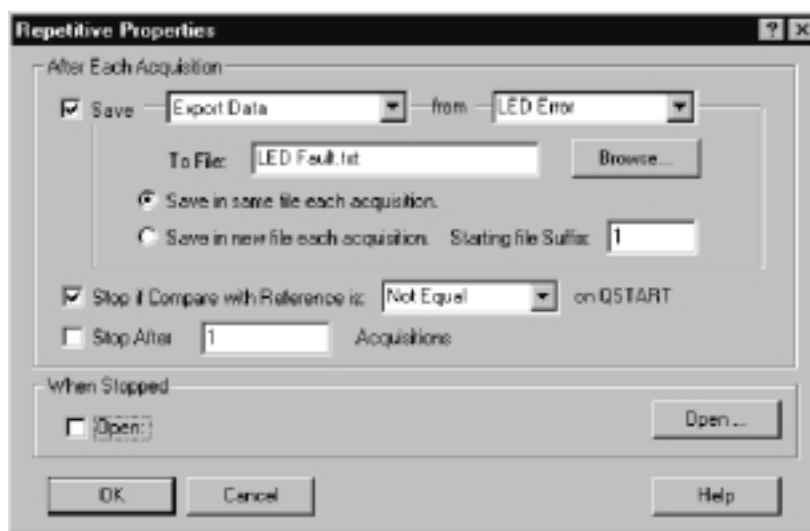 Repetitive Properties
After Each Acquisition
Save Export Data from LED Error
To File: LED Fault.txt Browse...
Save in same file each acquisition.
Save in new file each acquisition. Starting file Suffix: 1
Stop if Compare with Reference is: Not Equal on QSTART
Stop After 1 Acquisitions
When Stopped
Open: Open ...
OK Cancel Help